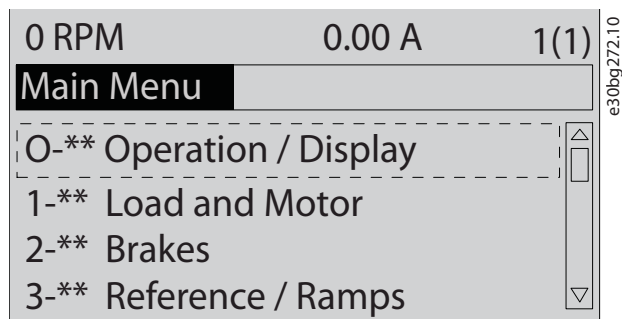 0 RPM 0.00 A 1(1)
Main Menu
O-** Operation / Display
1-** Load and Motor
2-** Brakes
3-** Reference / Ramps
e30bg272.10